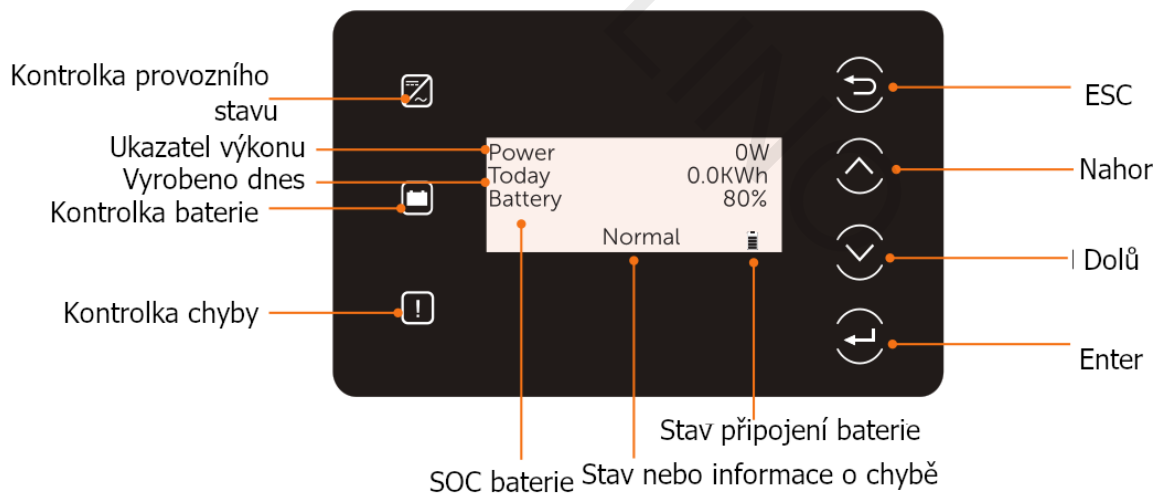 Kontrolka provozního
stavu
Ukazatel výkonu
Vyrobeno dnes
Kontrolka baterie
Kontrolka chyby
Power 0W
Today 0.0KWh
Battery 80%
Normal
ESC
Nahor
Dolů
Enter
Stav připojení baterie
SOC baterie Stav nebo informace o chybě